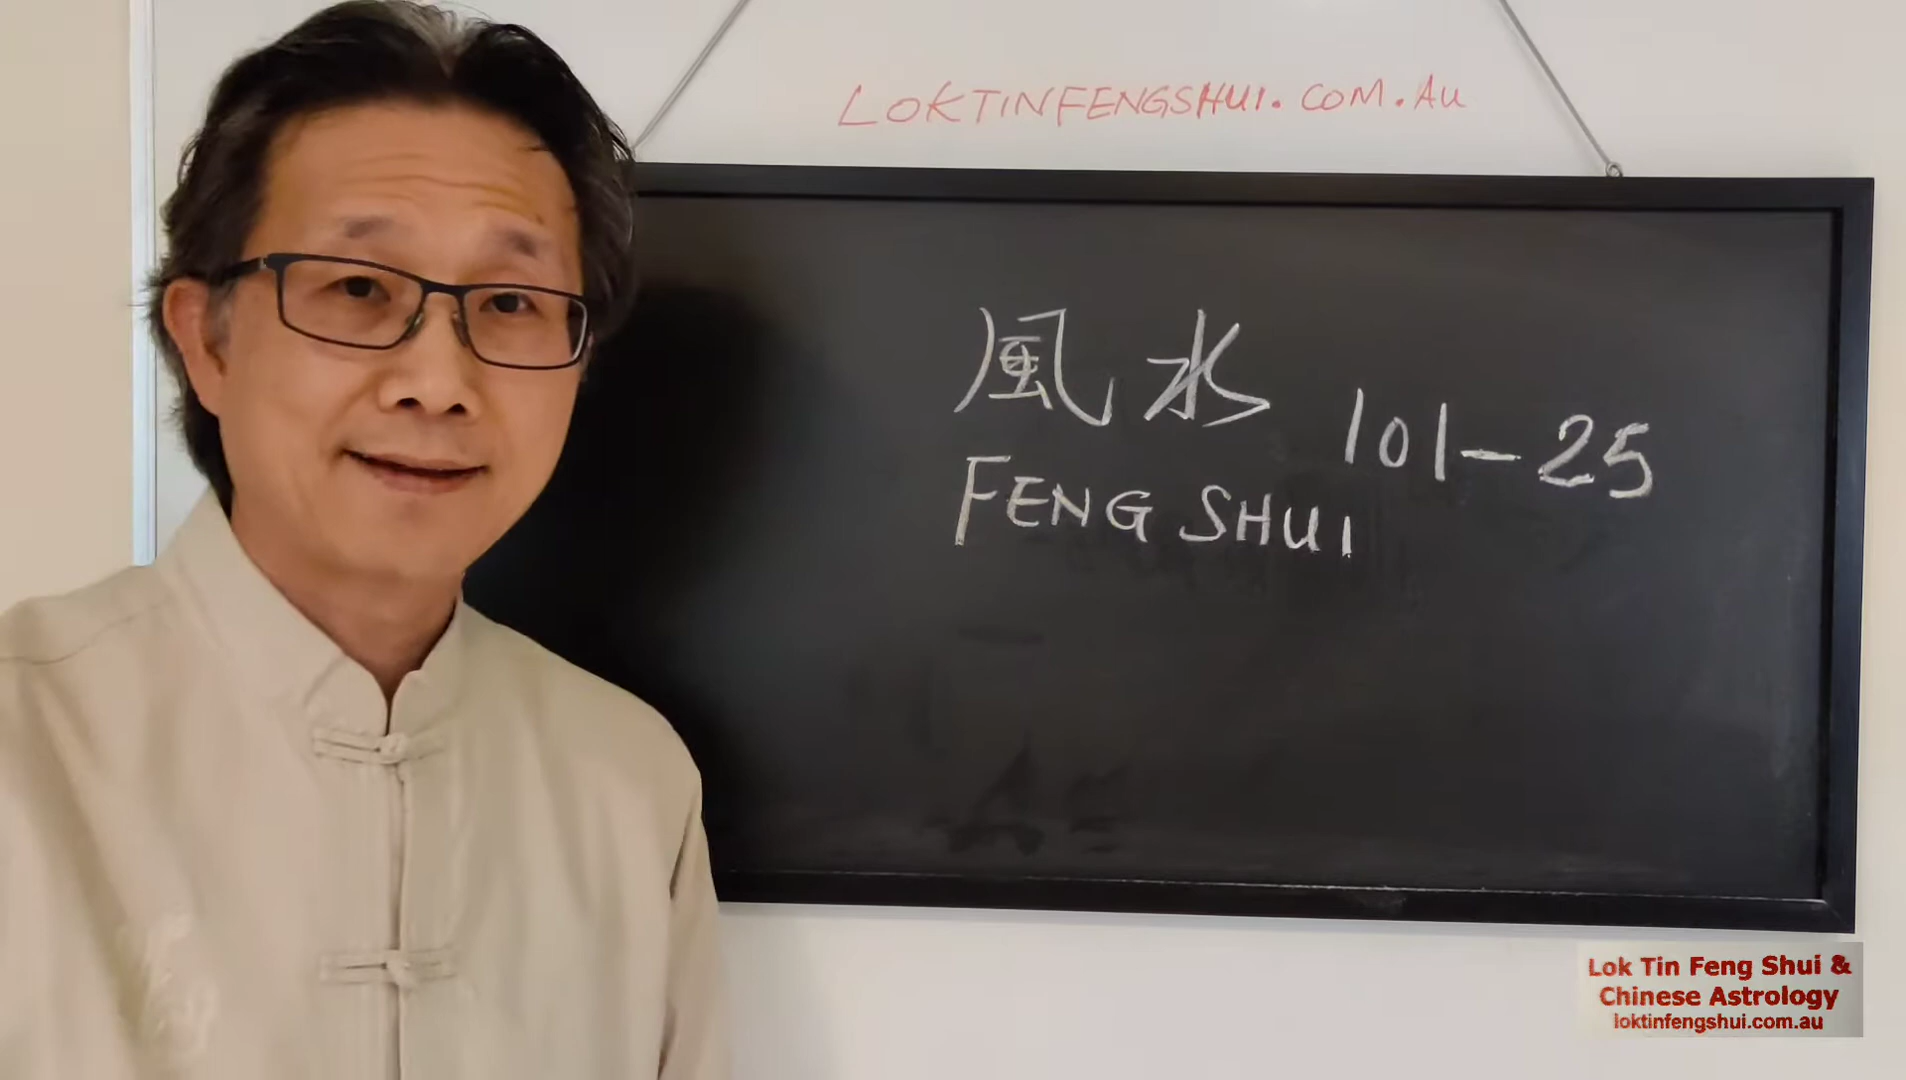 LOKTINFENGSHUI.COM.AU
風水 101-25
FENG SHUI
Lok Tin Feng Shui &
Chinese Astrology
loktinfengshui.com.au